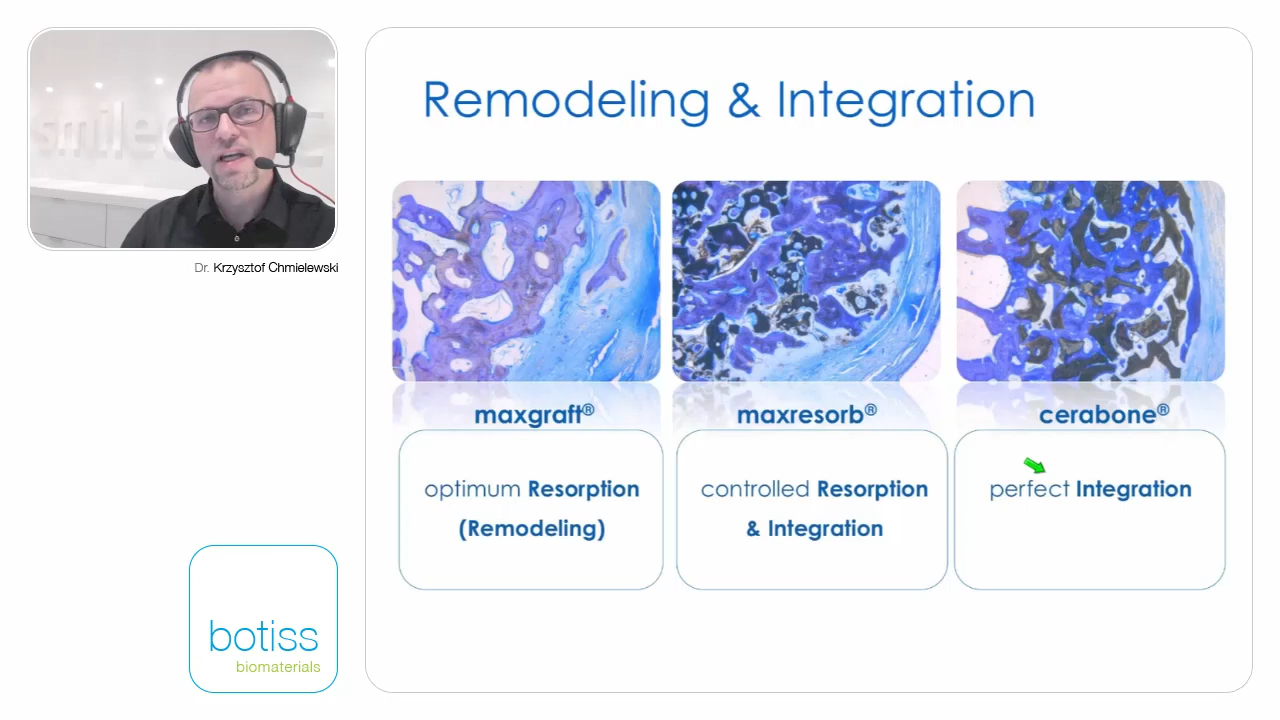 Remodeling & Integration
Dr. Krzysztof Chmielewski
maxgraft®
maxresorb®
cerabone®
optimum Resorption
(Remodeling)
controlled Resorption
& Integration
perfect Integration
botiss
biomaterials